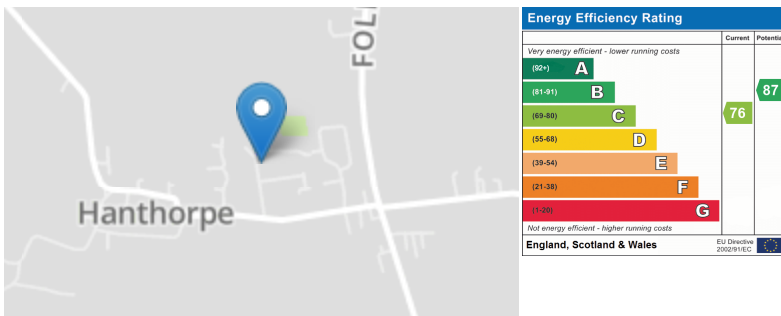 FOL
Hanthorpe
Energy Efficiency Rating
Current Potentia
Very energy efficient - lower running costs
(92+) A
(81-91) B
87
(69-80) C
76
(55-68) D
(39-54) E
(21-38) F
(1-20) G
Not energy efficient - higher running costs
England, Scotland & Wales
EU Directive
2002/91/EC